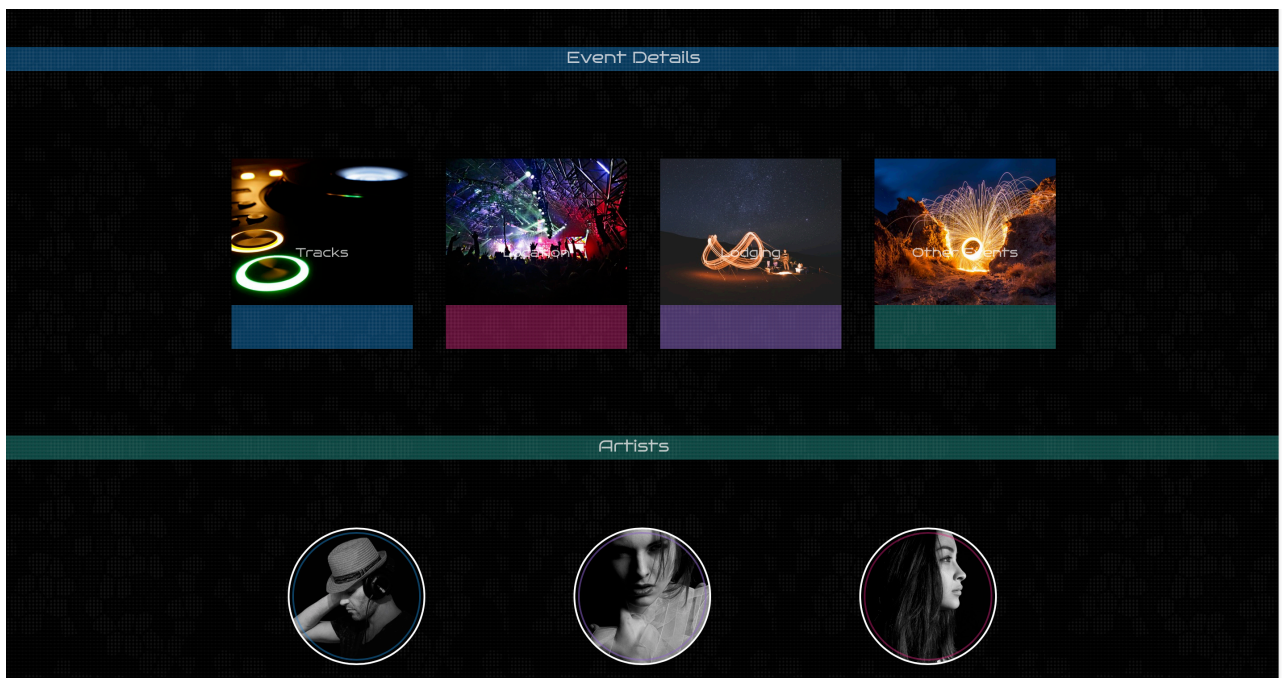 Event Details
Tracks
Location
Lodging
Other Events
Artists